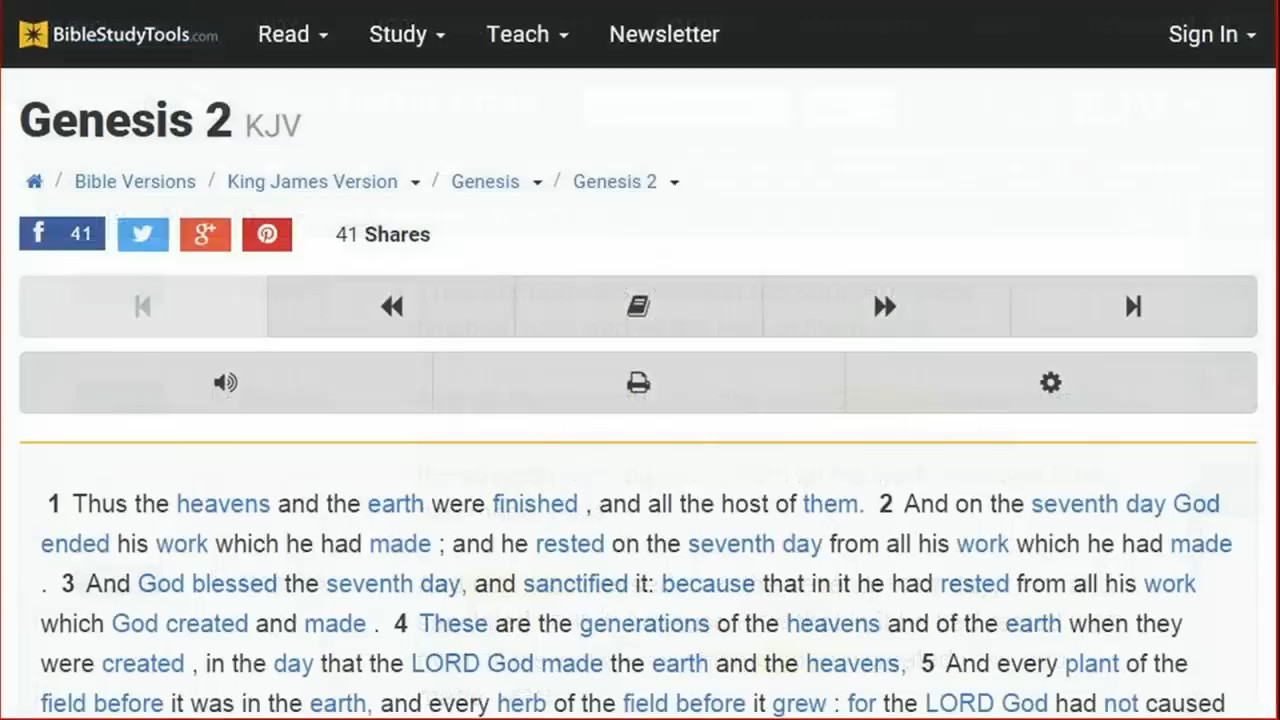 BibleStudyTools.com Read Study Teach Newsletter Sign In
Genesis 2 KJV
/ Bible Versions / King James Version / Genesis / Genesis 2
f 41 g+ 41 Shares
1 Thus the heavens and the earth were finished , and all the host of them. 2 And on the seventh day God
ended his work which he had made ; and he rested on the seventh day from all his work which he had made
. 3 And God blessed the seventh day, and sanctified it: because that in it he had rested from all his work
which God created and made . 4 These are the generations of the heavens and of the earth when they
were created , in the day that the LORD God made the earth and the heavens, 5 And every plant of the
field before it was in the earth, and every herb of the field before it grew : for the LORD God had not caused